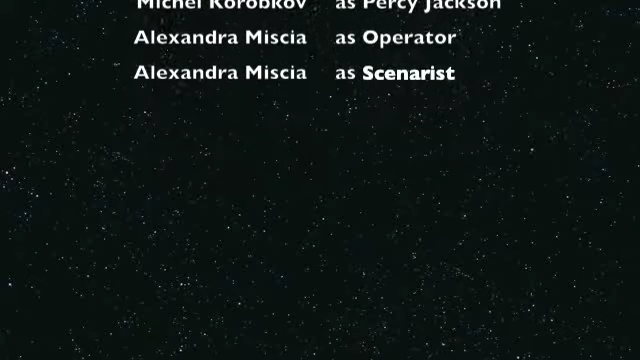 Michel Korobkov as Percy Jackson
Alexandra Miscia as Operator
Alexandra Miscia as Scenarist